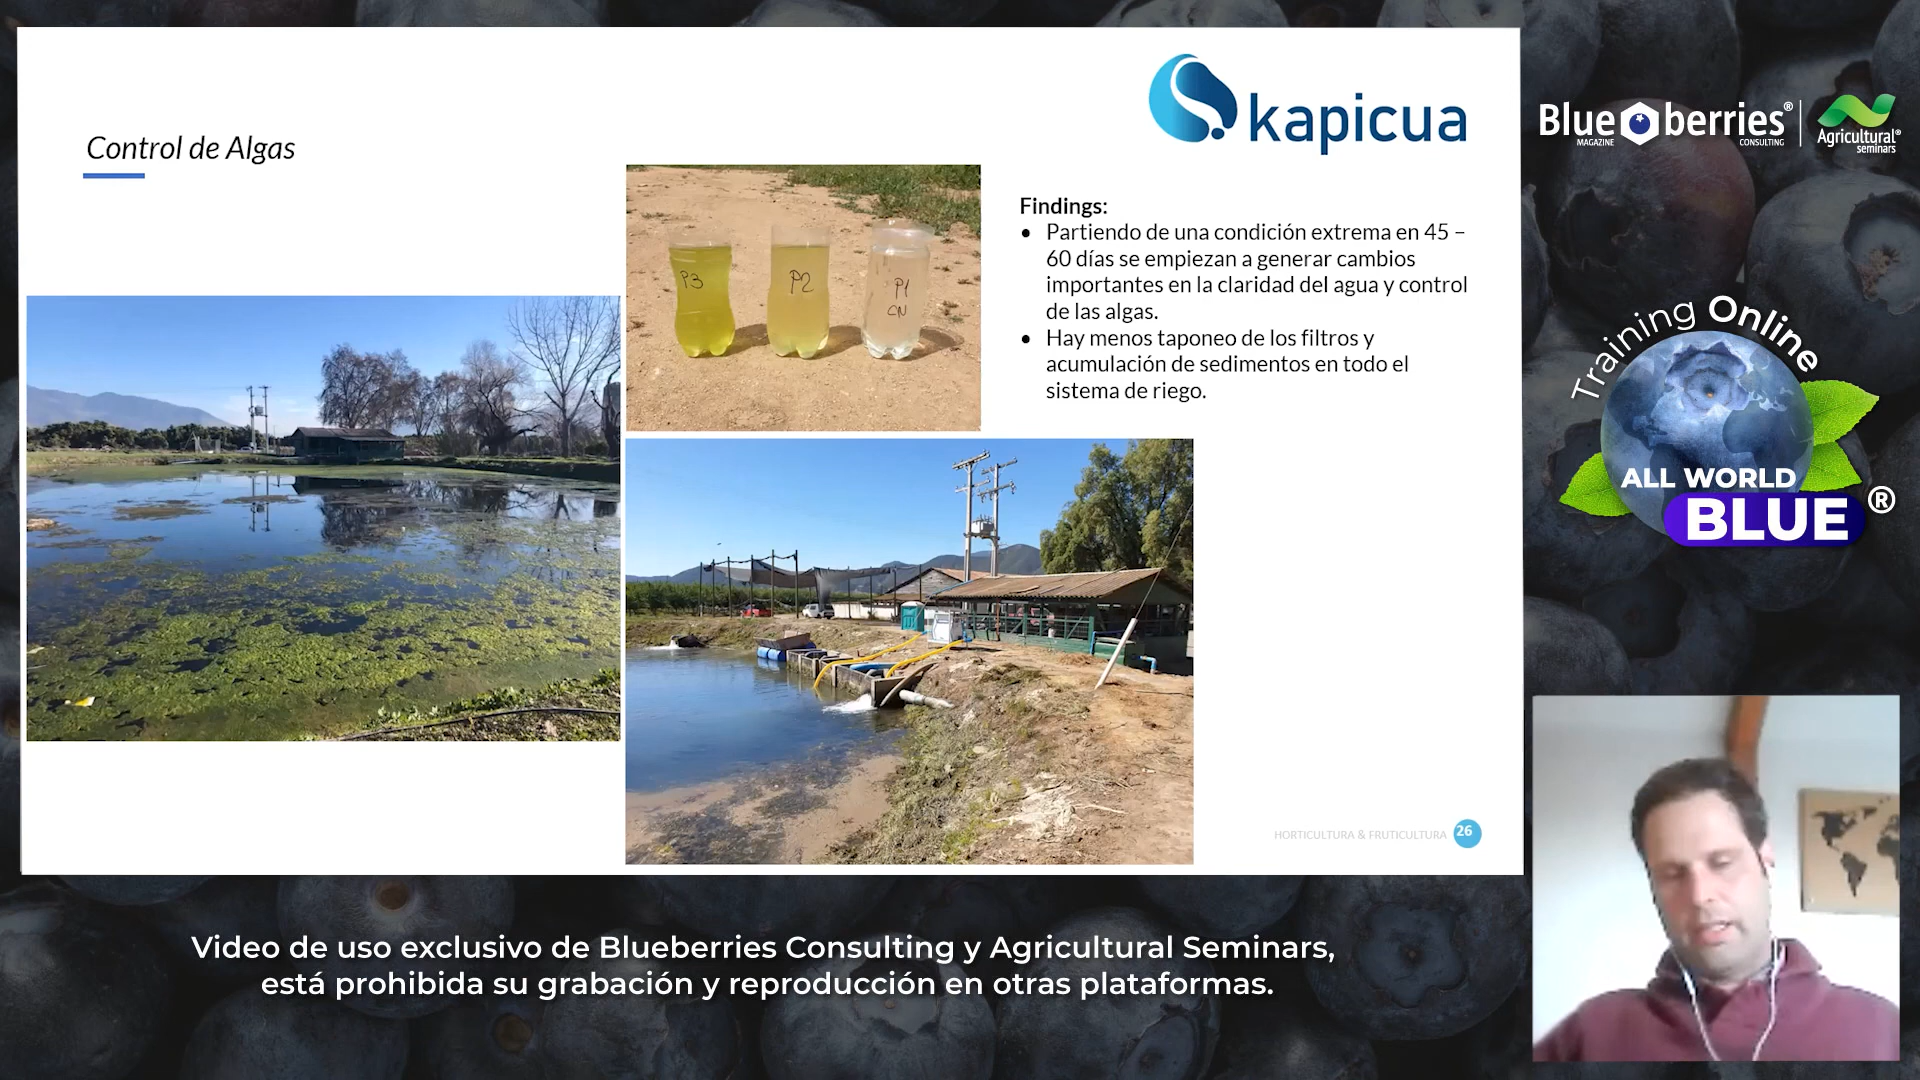 Control de Algas
kapicua
P3
P2
P1
CN
Findings:
• Partiendo de una condición extrema en 45 –
60 días se empiezan a generar cambios
importantes en la claridad del agua y control
de las algas.
• Hay menos taponeo de los filtros y
acumulación de sedimentos en todo el
sistema de riego.
HORTICULTURA & FRUTICULTURA 26
Blueberries®
MAGAZINE
CONSULTING
Agricultural®
seminars
Training Online
ALL WORLD
BLUE®
Video de uso exclusivo de Blueberries Consulting y Agricultural Seminars,
está prohibida su grabación y reproducción en otras plataformas.